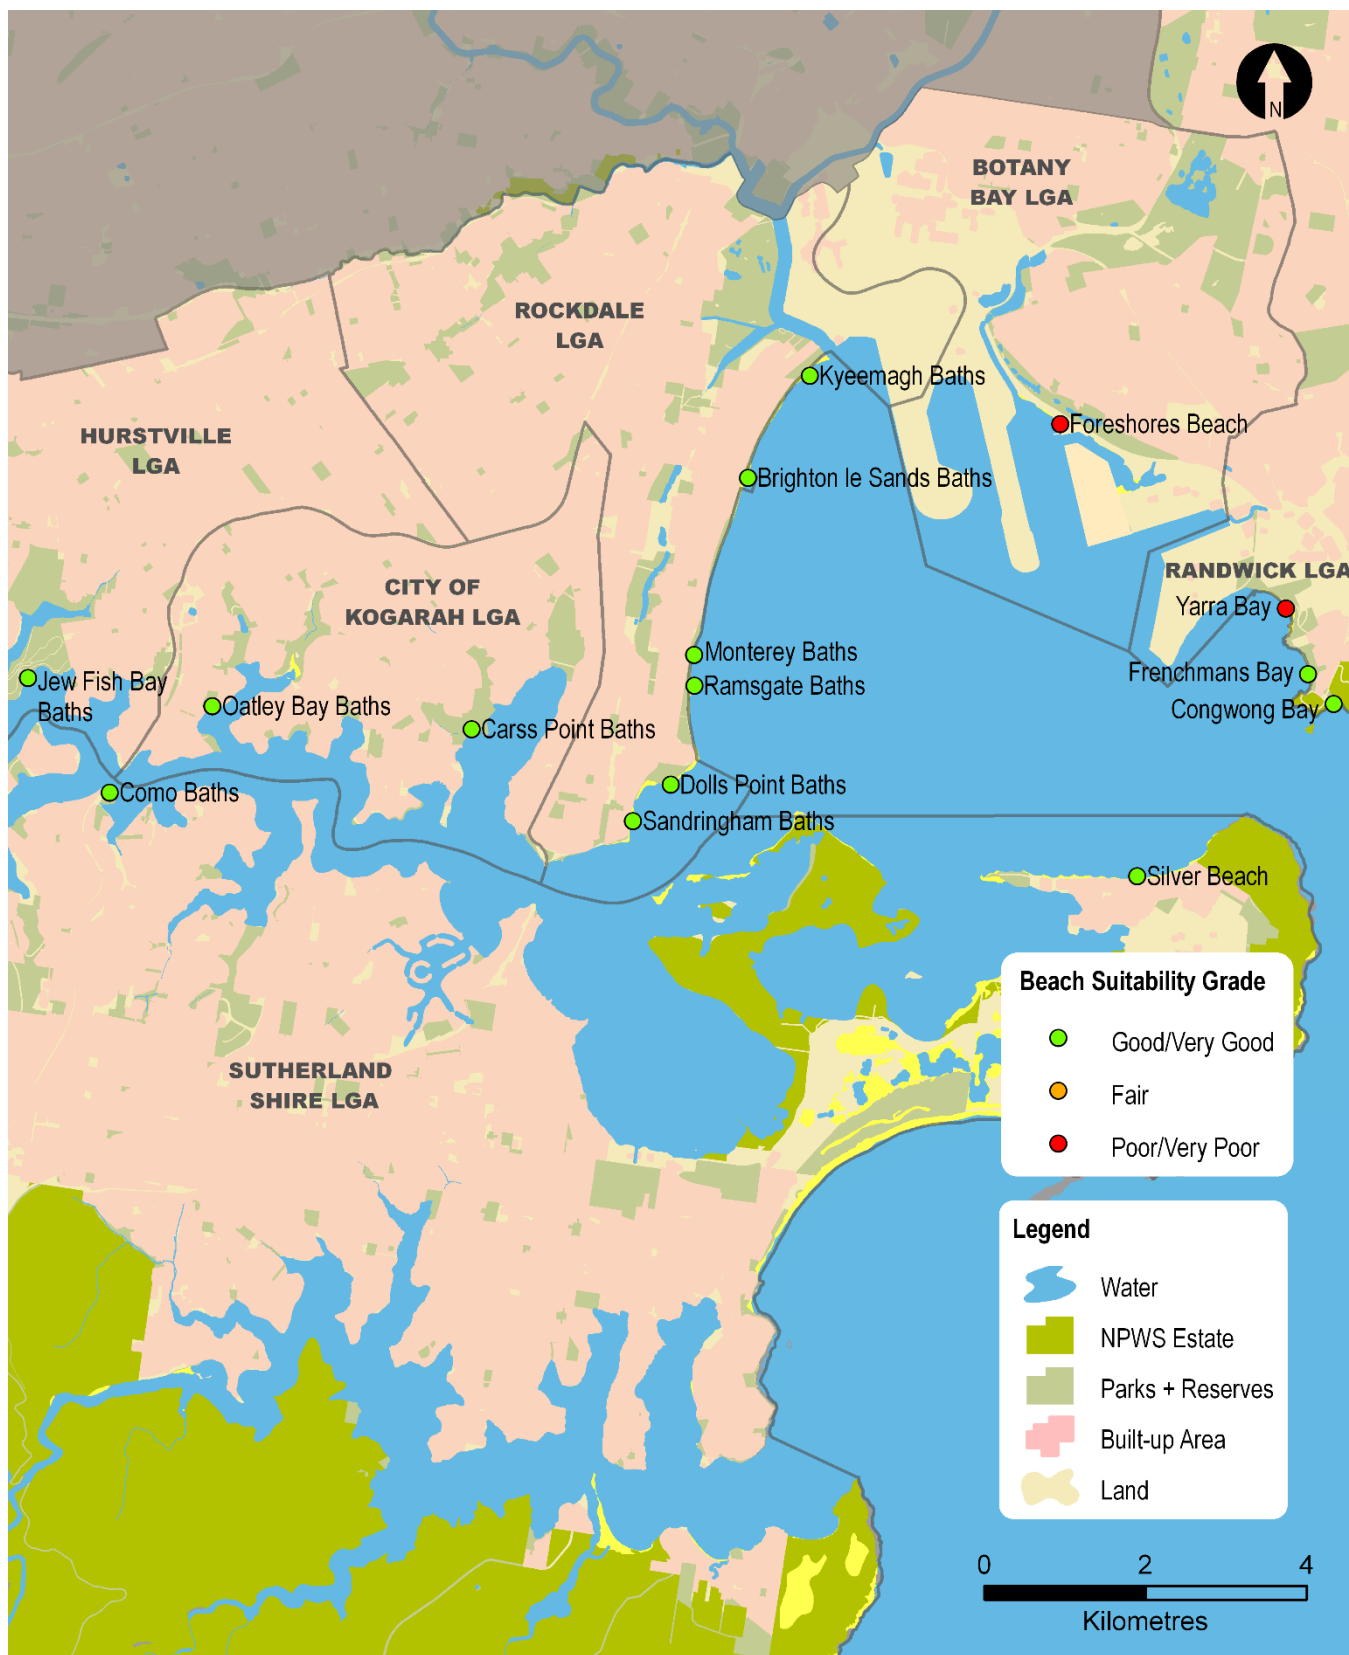 N
BOTANY
BAY LGA
ROCKDALE
LGA
Kyeemagh Baths
Foreshores Beach
HURSTVILLE
LGA
Brighton le Sands Baths
RANDWICK LGA
CITY OF
KOGARAH LGA
Yarra Bay
Monterey Baths
Frenchmans Bay
Jew Fish Bay
Baths
Ramsgate Baths
Oatley Bay Baths
Congwong Bay
Carss Point Baths
Como Baths
Dolls Point Baths
Sandringham Baths
Silver Beach
SUTHERLAND
SHIRE LGA
Beach Suitability Grade
Good/Very Good
Fair
Poor/Very Poor
Legend
Water
NPWS Estate
Parks + Reserves
Built-up Area
Land
0 2 4
Kilometres